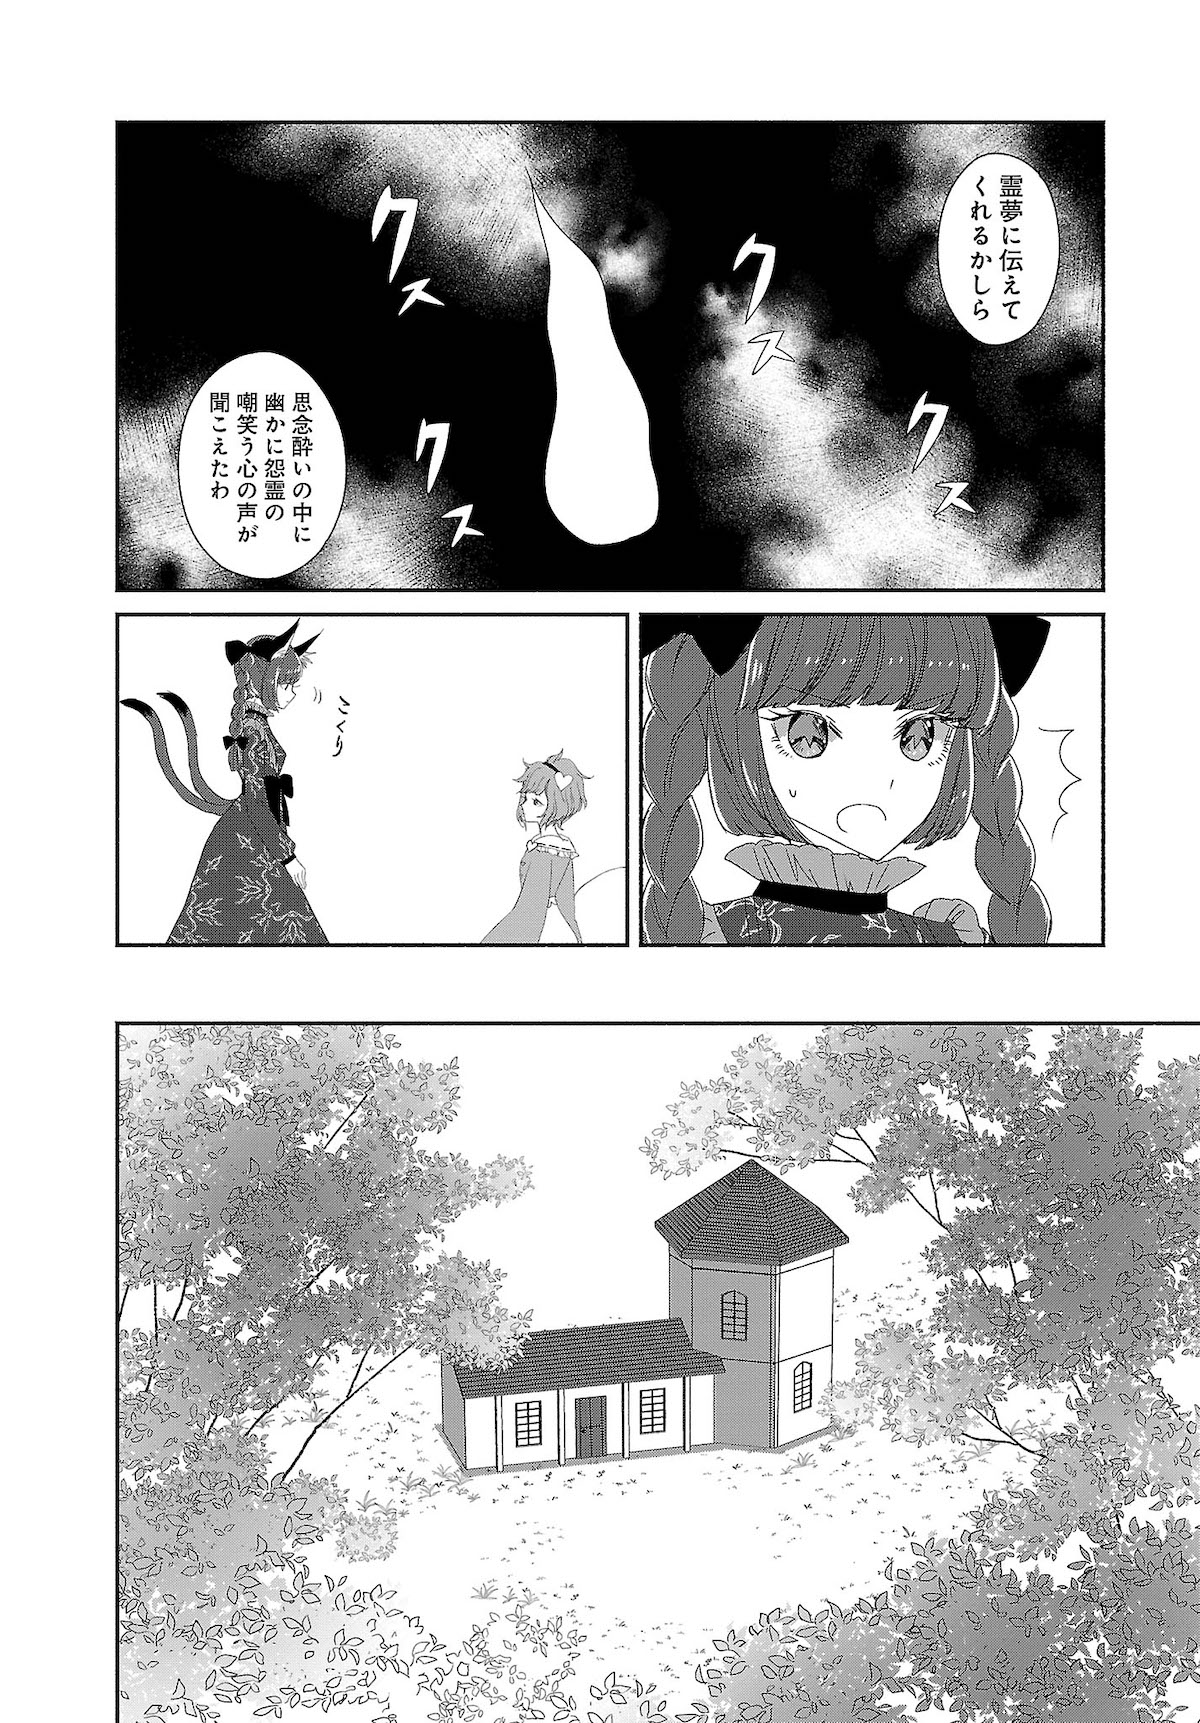 霊夢に伝えて
くれるかしら
クス
クス
クス
クス
思念酔いの中に
幽かに怨霊の
嘲笑う心の声が
聞こえたわ
こくり